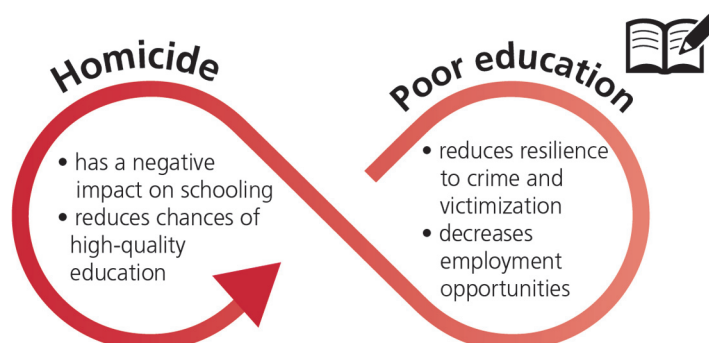 Homicide
• has a negative
impact on schooling
• reduces chances of
high-quality
education
Poor education
• reduces resilience
to crime and
victimization
• decreases
employment
opportunities